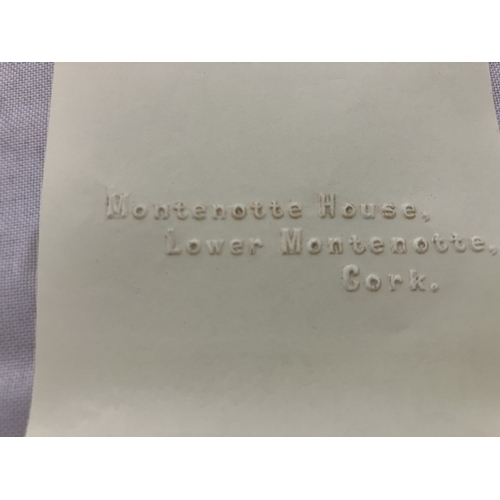 Montenotte House,
Lower Montenotte,
Cork.